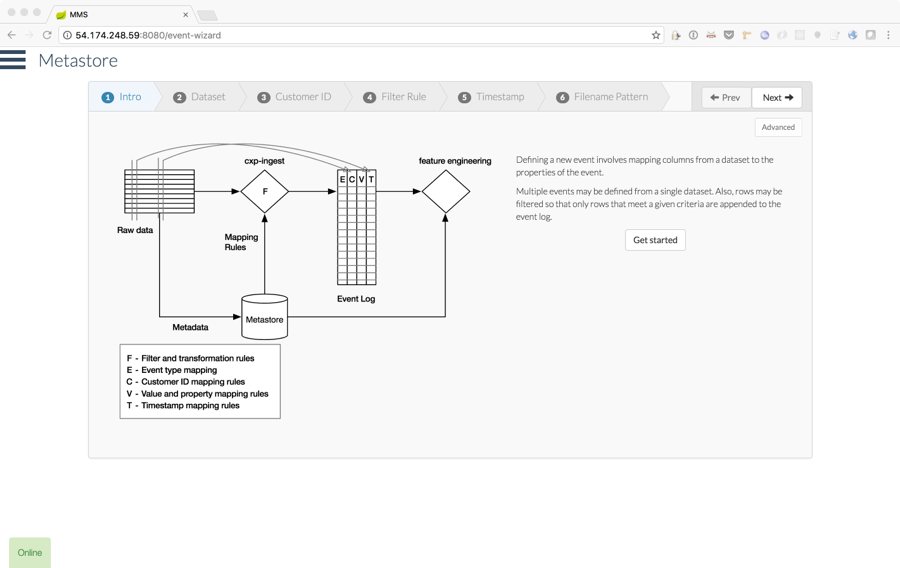 MMS
54.174.248.59:8080/event-wizard
Metastore
1 Intro
2 Dataset
3 Customer ID
4 Filter Rule
5 Timestamp
6 Filename Pattern
Prev
Next
Advanced
cxp-ingest
feature engineering
F
E C V T
Raw data
Mapping
Rules
Event Log
Metastore
Metadata
F - Filter and transformation rules
E - Event type mapping
C - Customer ID mapping rules
V - Value and property mapping rules
T - Timestamp mapping rules
Defining a new event involves mapping columns from a dataset to the
properties of the event.
Multiple events may be defined from a single dataset. Also, rows may be
filtered so that only rows that meet a given criteria are appended to the
event log.
Get started
Online